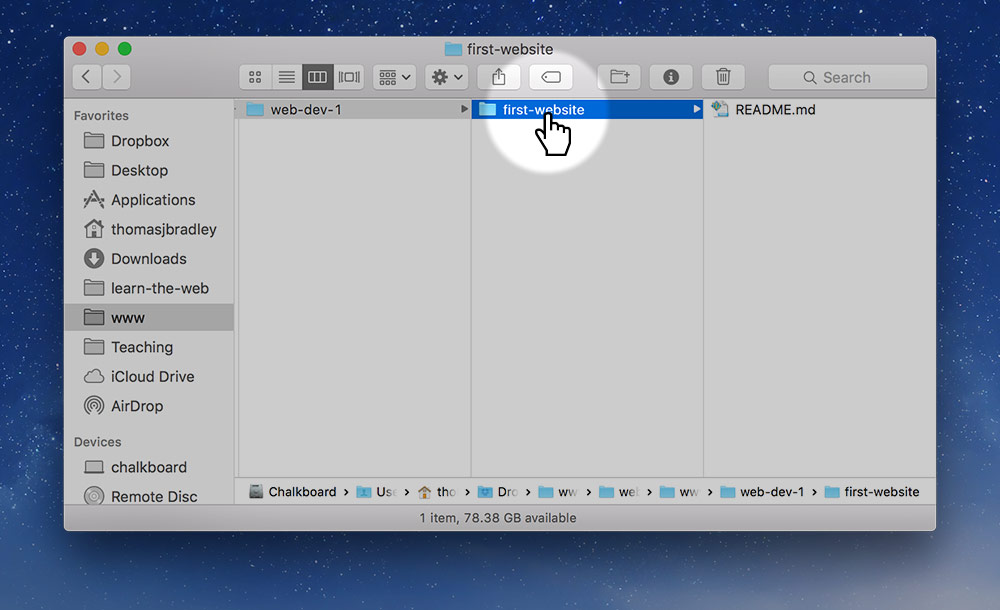 first-website
Search
Favorites
Dropbox
Desktop
Applications
thomasjbradley
Downloads
learn-the-web
www
Teaching
iCloud Drive
AirDrop
Devices
chalkboard
Remote Disc
web-dev-1
first-website
README.md
Chalkboard › Use › tho › Dro › ww › web › ww › web-dev-1 › first-website
1 item, 78.38 GB available